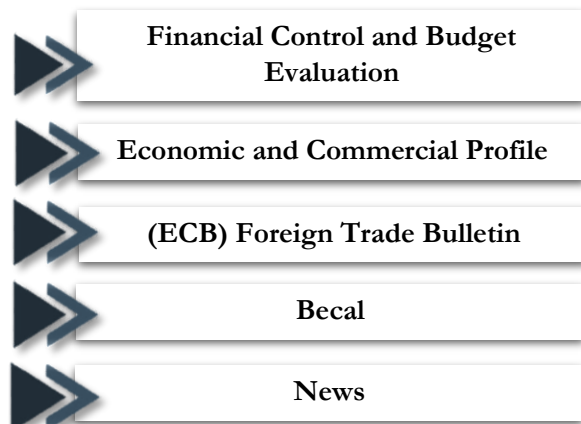 Financial Control and Budget
Evaluation
Economic and Commercial Profile
(ECB) Foreign Trade Bulletin
Becal
News